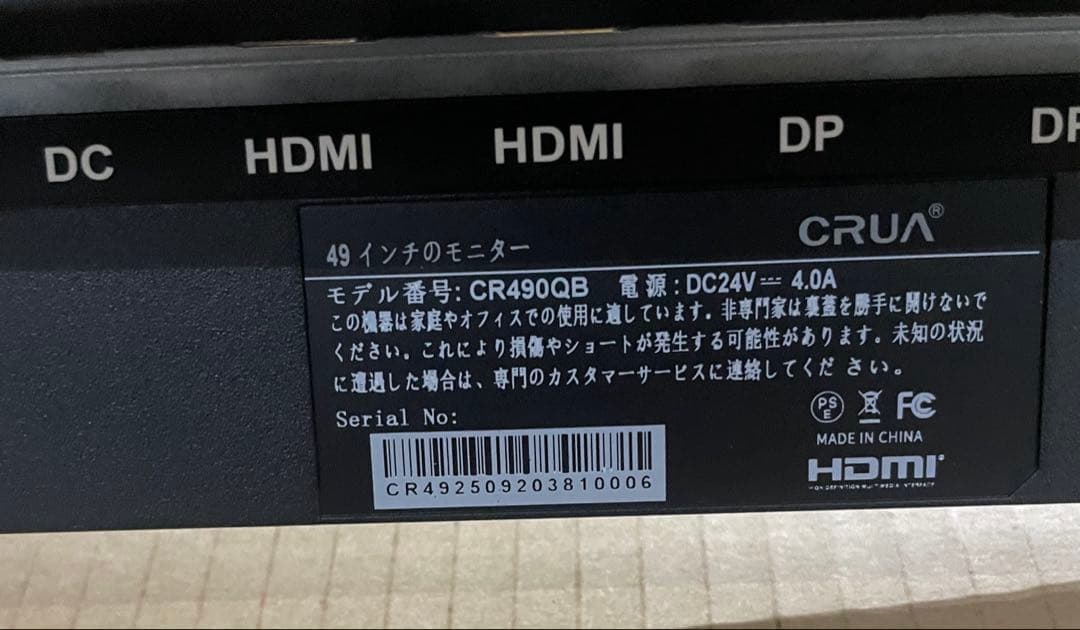 DC HDMI HDMI DP DP
CRUA®
49 インチのモニター
モデル番号: CR490QB 電源: DC24V⎓ 4.0A
この機器は家庭やオフィスでの使用に適しています。非専門家は裏蓋を勝手に開けないで
ください。これにより損傷やショートが発生する可能性があります。未知の状況
に遭遇した場合は、専門のカスタマーサービスに連絡してくだ さい。
Serial No:
PS
E
FC
MADE IN CHINA
CR492509203810006
HDMI
HIGH DEFINITION MULTIMEDIA INTERFACE